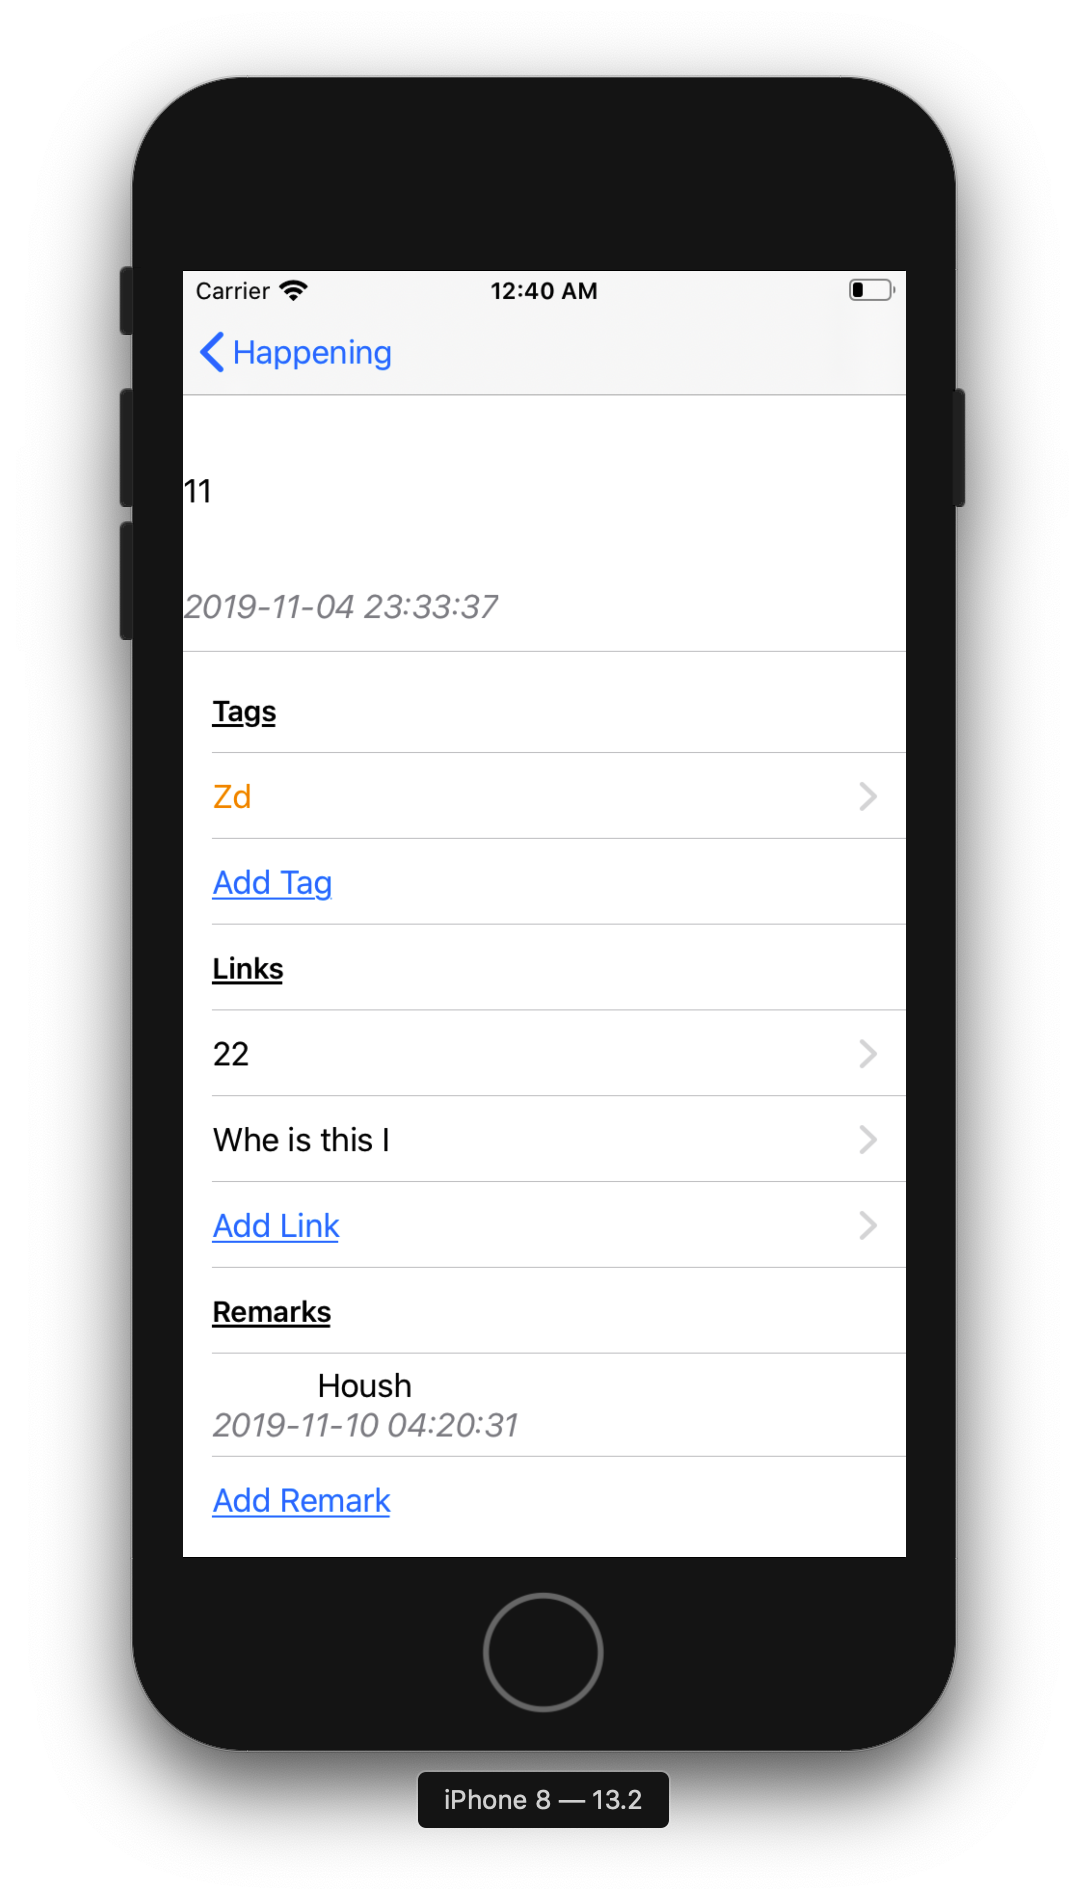 Carrier 12:40 AM
Happening
11
2019-11-04 23:33:37
Tags
Zd
Add Tag
Links
22
Whe is this I
Add Link
Remarks
Housh
2019-11-10 04:20:31
Add Remark
iPhone 8 — 13.2